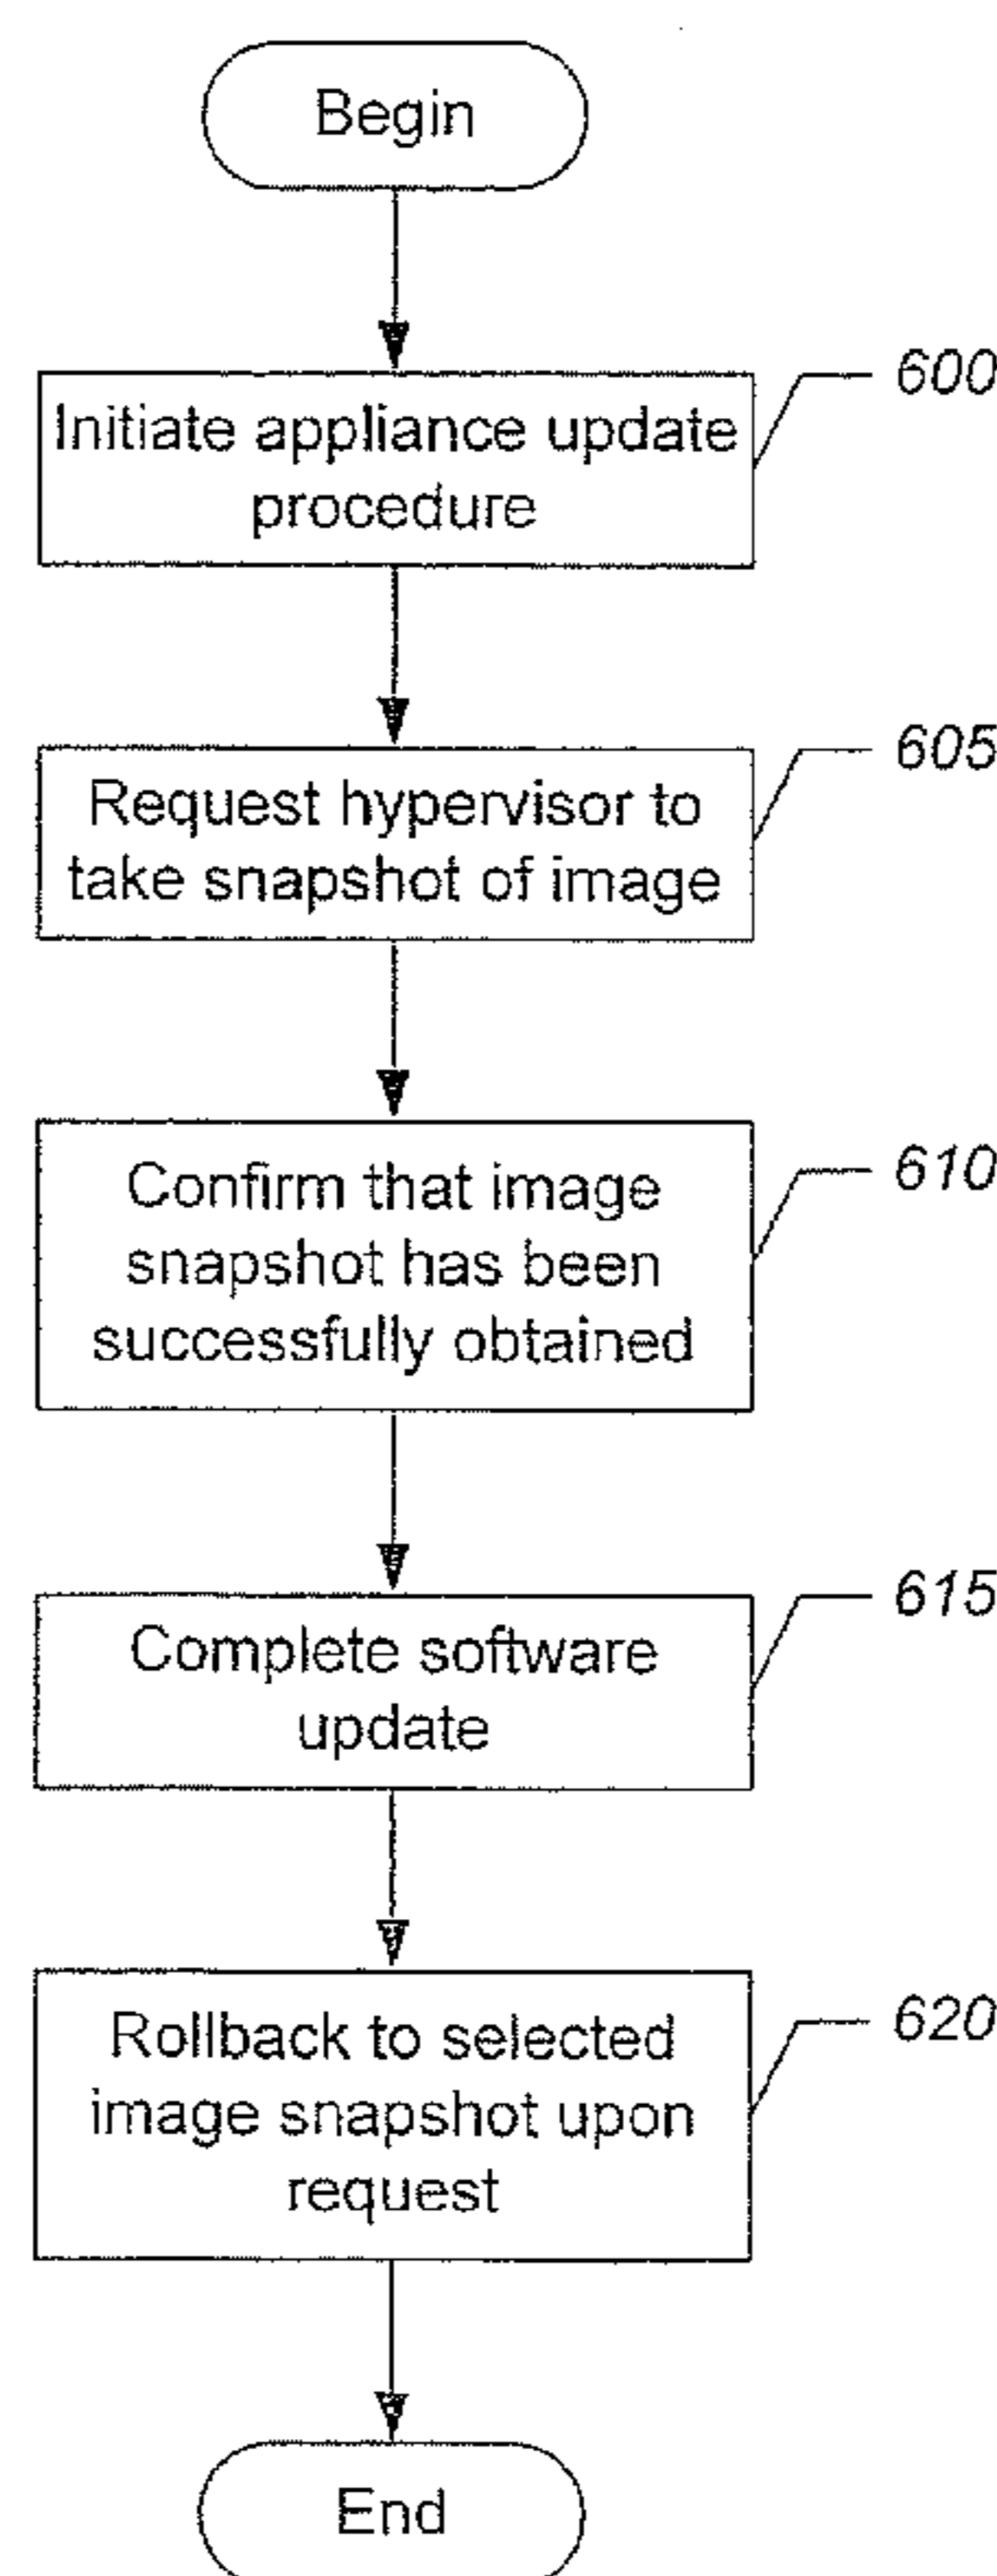 Begin
600
Initiate appliance update
procedure
605
Request hypervisor to
take snapshot of image
610
Confirm that image
snapshot has been
successfully obtained
615
Complete software
update
620
Rollback to selected
image snapshot upon
request
End